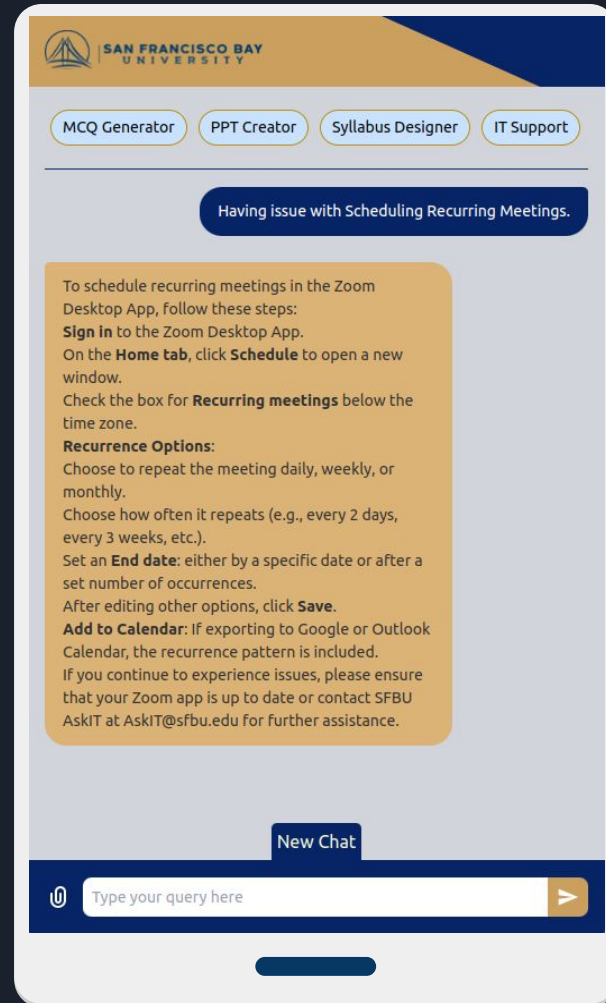 SAN FRANCISCO BAY
UNIVERSITY
MCQ Generator PPT Creator Syllabus Designer IT Support
Having issue with Scheduling Recurring Meetings.
To schedule recurring meetings in the Zoom
Desktop App, follow these steps:
Sign in to the Zoom Desktop App.
On the Home tab, click Schedule to open a new
window.
Check the box for Recurring meetings below the
time zone.
Recurrence Options:
Choose to repeat the meeting daily, weekly, or
monthly.
Choose how often it repeats (e.g., every 2 days,
every 3 weeks, etc.).
Set an End date: either by a specific date or after a
set number of occurrences.
After editing other options, click Save.
Add to Calendar: If exporting to Google or Outlook
Calendar, the recurrence pattern is included.
If you continue to experience issues, please ensure
that your Zoom app is up to date or contact SFBU
AskIT at AskIT@sfbu.edu for further assistance.
New Chat
Type your query here